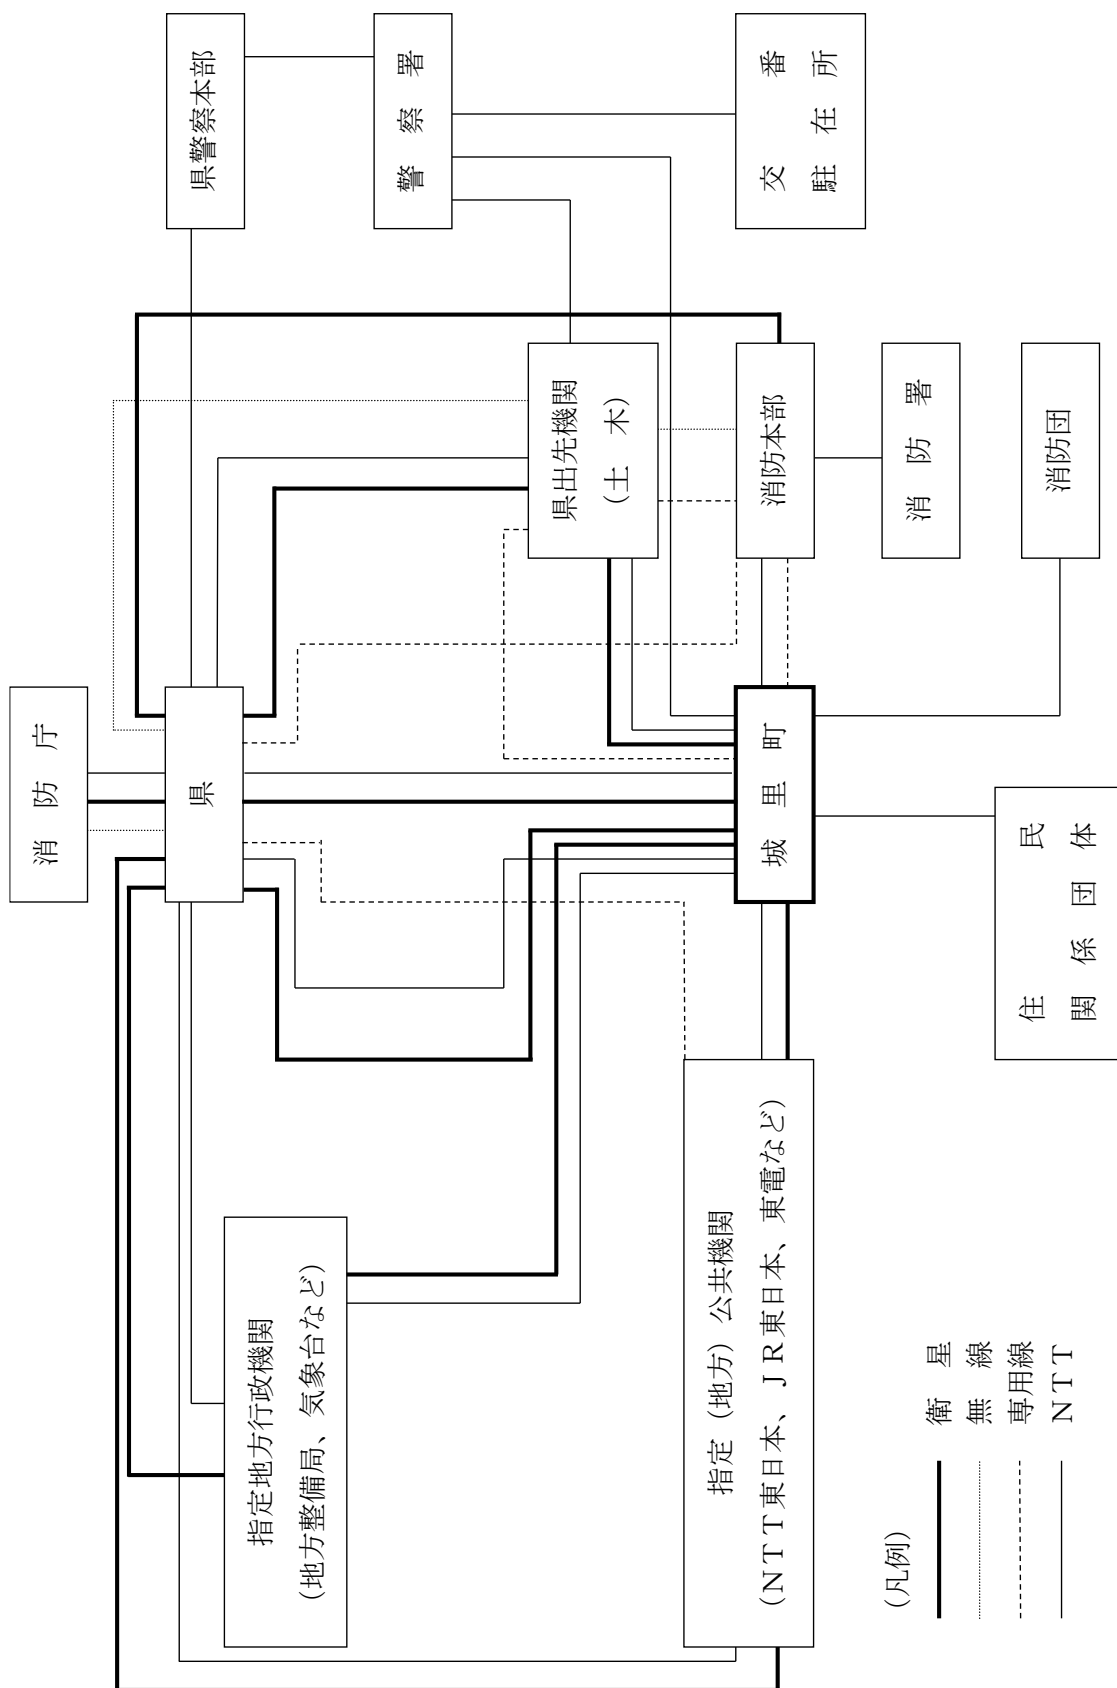 消防庁
県
県警察本部
警察署
交番
駐在所
県出先機関
(土木)
消防本部
消防署
消防団
城里町
住民
関係団体
指定地方行政機関
(地方整備局、気象台など)
指定(地方)公共機関
(NTT東日本、JR東日本、東電など)
(凡例)
衛星
無線
専用線
NTT